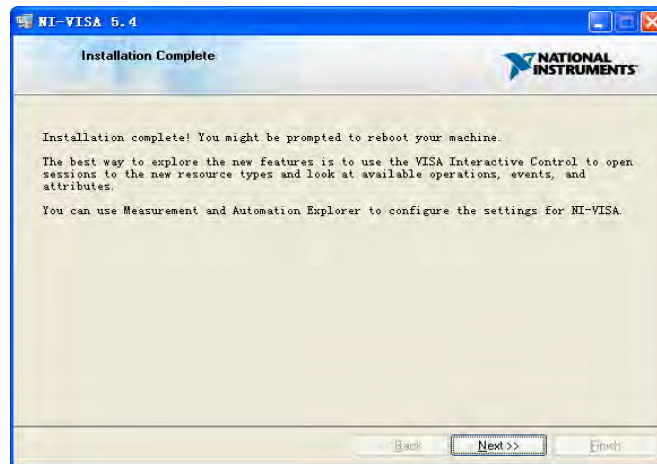 NI-VISA 5.4
Installation Complete
NATIONAL
INSTRUMENTS
Installation complete! You might be prompted to reboot your machine.
The best way to explore the new features is to use the VISA Interactive Control to open
sessions to the new resource types and look at available operations, events, and
attributes.
You can use Measurement and Automation Explorer to configure the settings for NI-VISA.
Back
Next >>
Finish